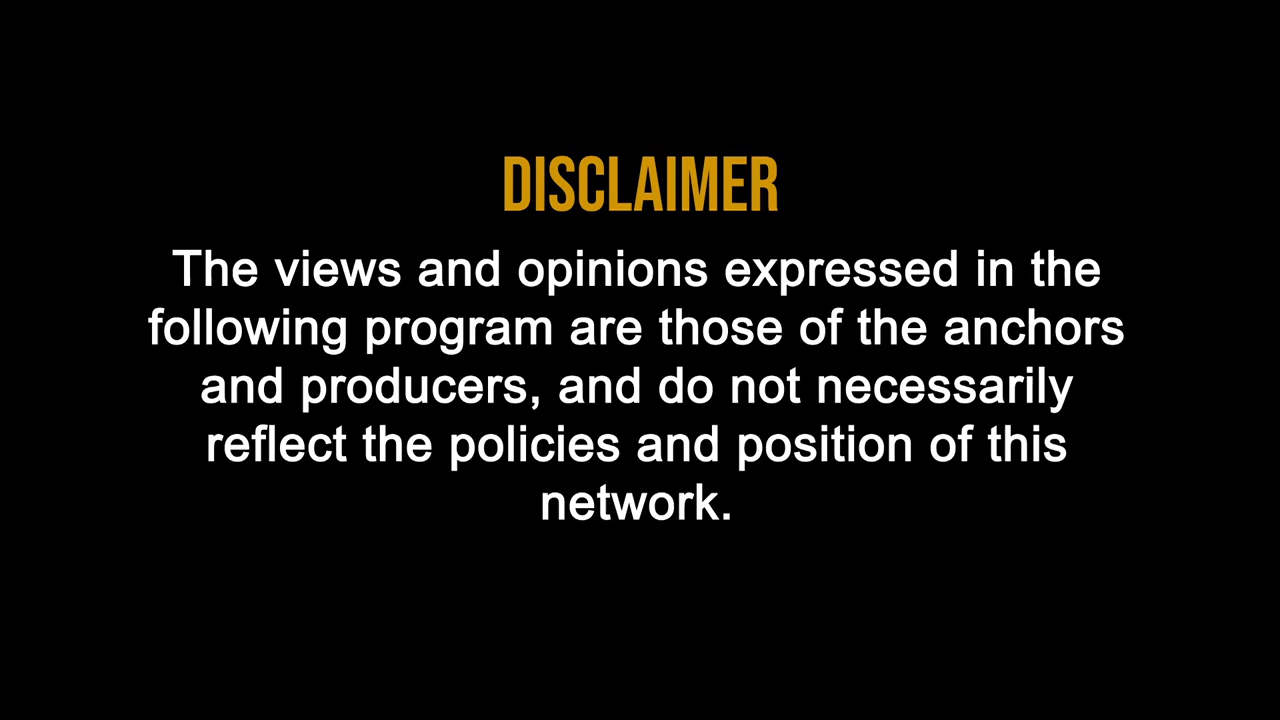 DISCLAIMER
The views and opinions expressed in the
following program are those of the anchors
and producers, and do not necessarily
reflect the policies and position of this
network.